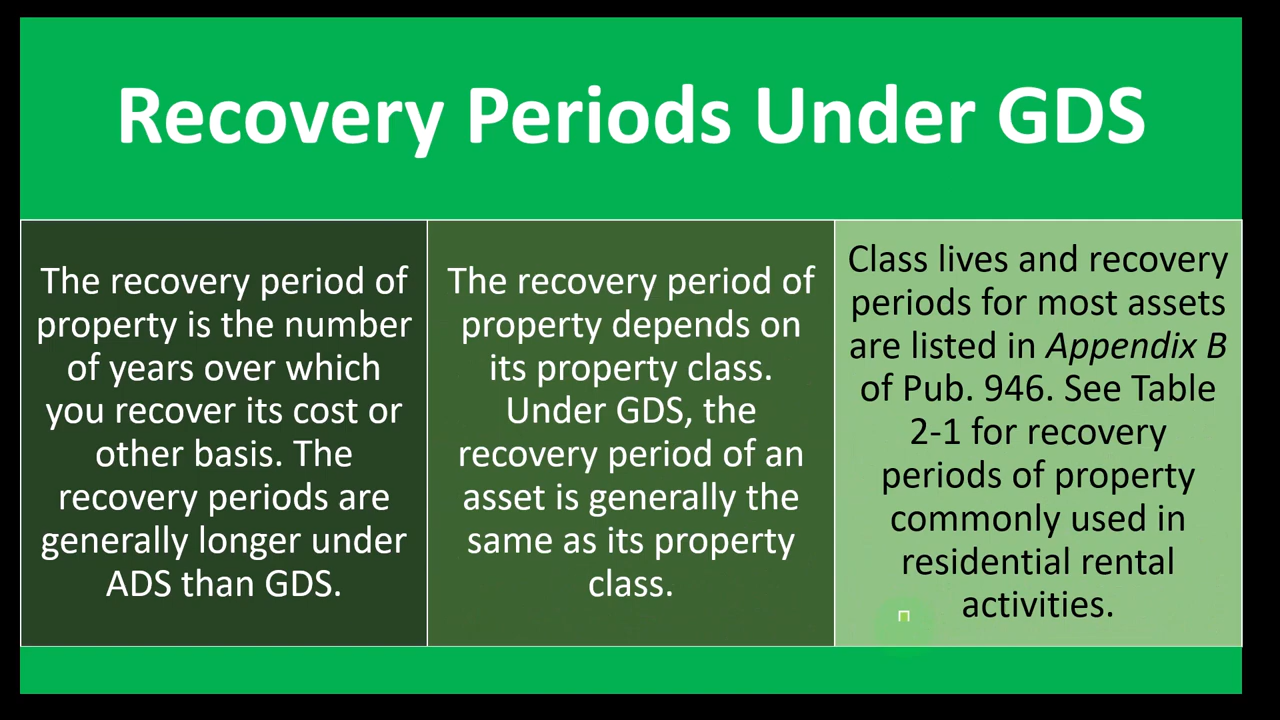 Recovery Periods Under GDS
The recovery period of
property is the number
of years over which
you recover its cost or
other basis. The
recovery periods are
generally longer under
ADS than GDS.
The recovery period of
property depends on
its property class.
Under GDS, the
recovery period of an
asset is generally the
same as its property
class.
Class lives and recovery
periods for most assets
are listed in Appendix B
of Pub. 946. See Table
2-1 for recovery
periods of property
commonly used in
residential rental
activities.